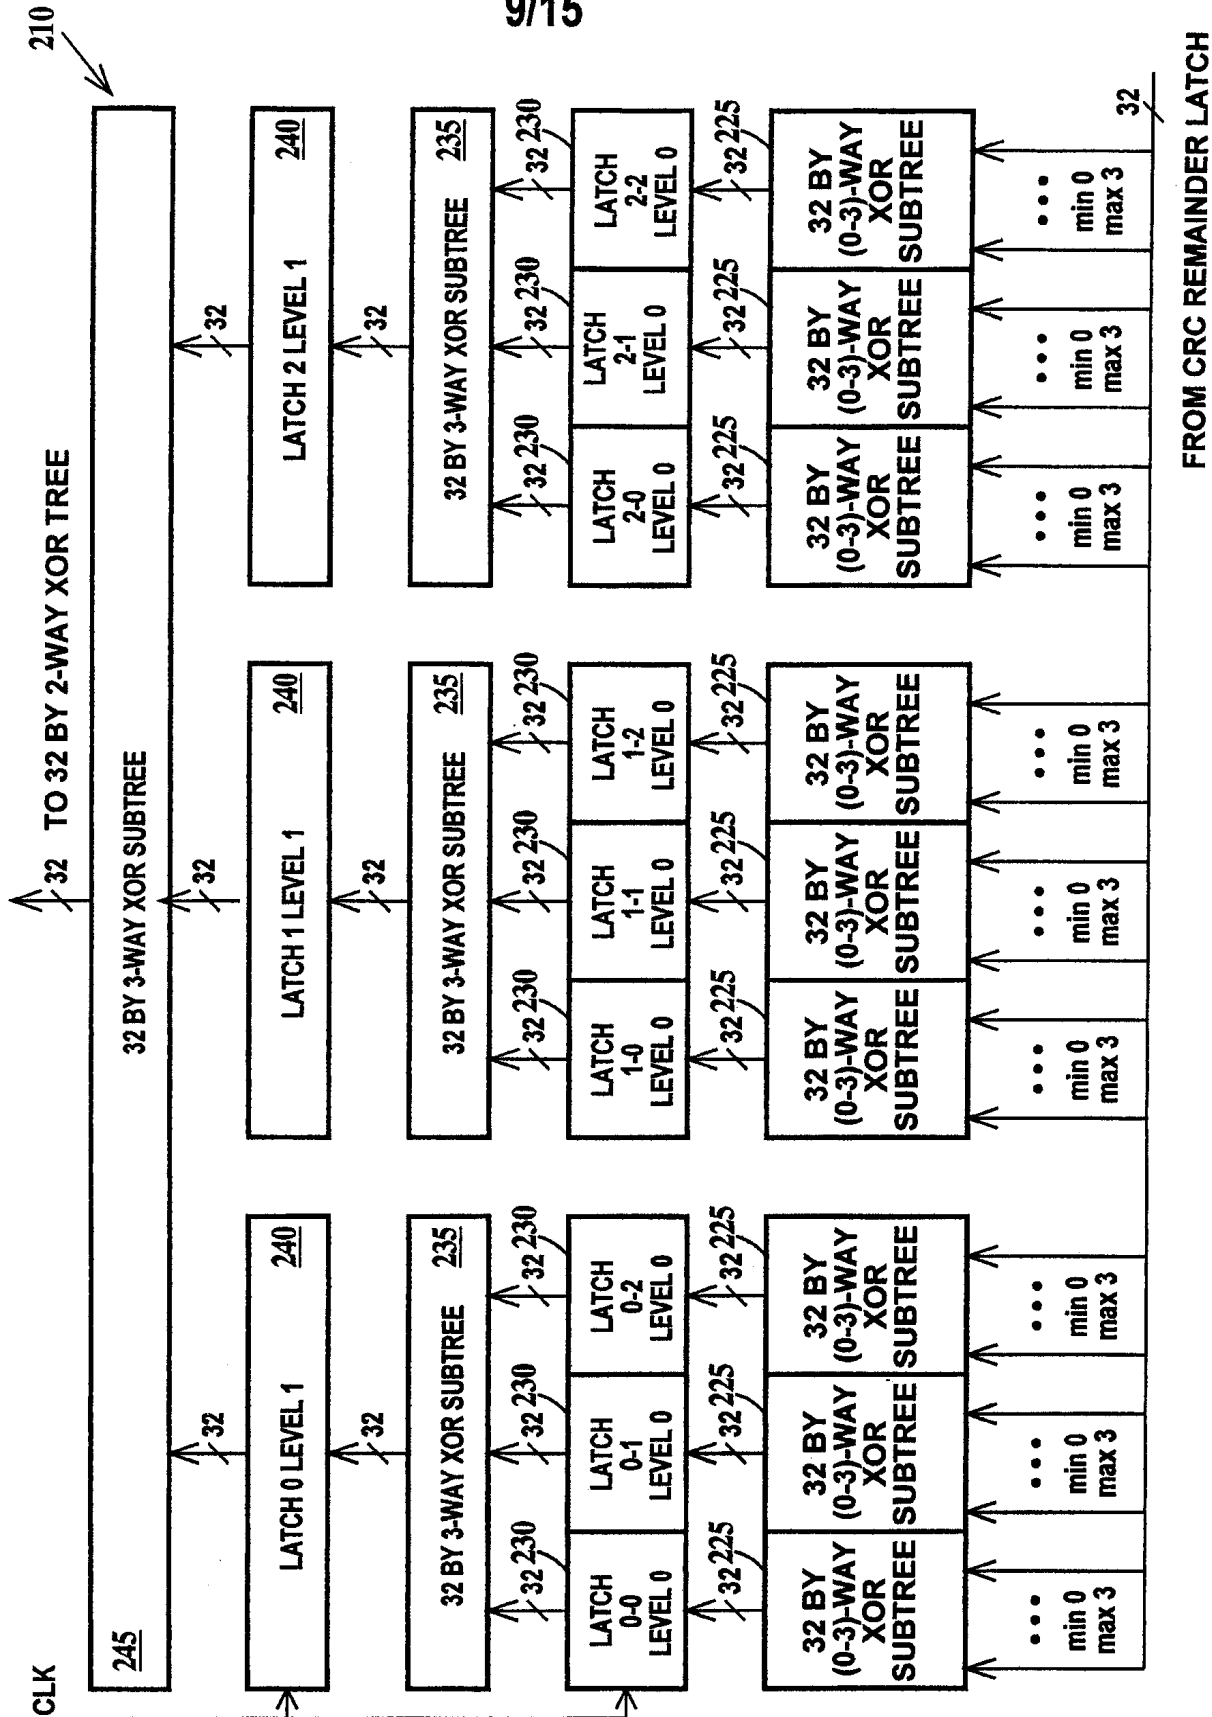 9/15
210
CLK
32 TO 32 BY 2-WAY XOR TREE
245
32 BY 3-WAY XOR SUBTREE
32
32
32
LATCH 0 LEVEL 1
240
LATCH 1 LEVEL 1
240
LATCH 2 LEVEL 1
240
32
32
32
32 BY 3-WAY XOR SUBTREE
235
32 BY 3-WAY XOR SUBTREE
235
32 BY 3-WAY XOR SUBTREE
235
32 230
32 230
32 230
32 230
32 230
32 230
32 230
32 230
32 230
LATCH
0-0
LEVEL 0
LATCH
0-1
LEVEL 0
LATCH
0-2
LEVEL 0
LATCH
1-0
LEVEL 0
LATCH
1-1
LEVEL 0
LATCH
1-2
LEVEL 0
LATCH
2-0
LEVEL 0
LATCH
2-1
LEVEL 0
LATCH
2-2
LEVEL 0
32 225
32 225
32 225
32 225
32 225
32 225
32 225
32 225
32 225
32 BY
(0-3)-WAY
XOR
SUBTREE
32 BY
(0-3)-WAY
XOR
SUBTREE
32 BY
(0-3)-WAY
XOR
SUBTREE
32 BY
(0-3)-WAY
XOR
SUBTREE
32 BY
(0-3)-WAY
XOR
SUBTREE
32 BY
(0-3)-WAY
XOR
SUBTREE
32 BY
(0-3)-WAY
XOR
SUBTREE
32 BY
(0-3)-WAY
XOR
SUBTREE
32 BY
(0-3)-WAY
XOR
SUBTREE
•••
min 0
max 3
•••
min 0
max 3
•••
min 0
max 3
•••
min 0
max 3
•••
min 0
max 3
•••
min 0
max 3
•••
min 0
max 3
•••
min 0
max 3
•••
min 0
max 3
32
FROM CRC REMAINDER LATCH